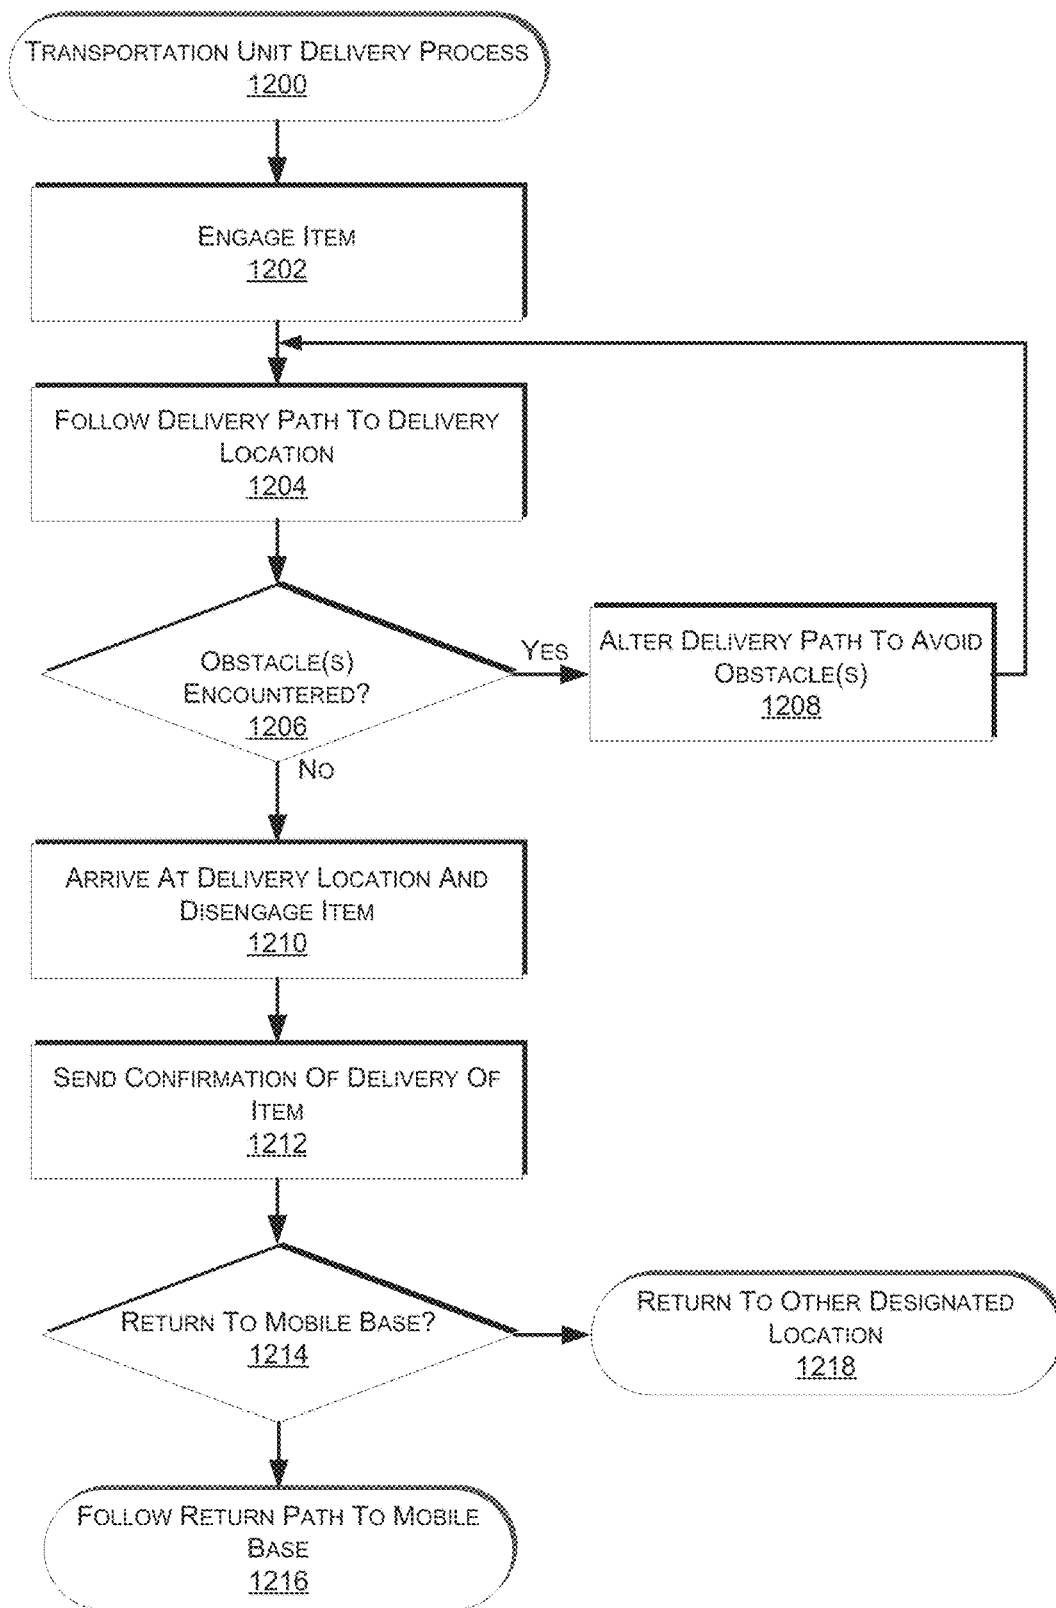 Transportation Unit Delivery Process
1200
Engage Item
1202
Follow Delivery Path To Delivery
Location
1204
Obstacle(s)
Encountered?
1206
Yes
Alter Delivery Path To Avoid
Obstacle(s)
1208
No
Arrive At Delivery Location And
Disengage Item
1210
Send Confirmation Of Delivery Of
Item
1212
Return To Mobile Base?
1214
Return To Other Designated
Location
1218
Follow Return Path To Mobile
Base
1216